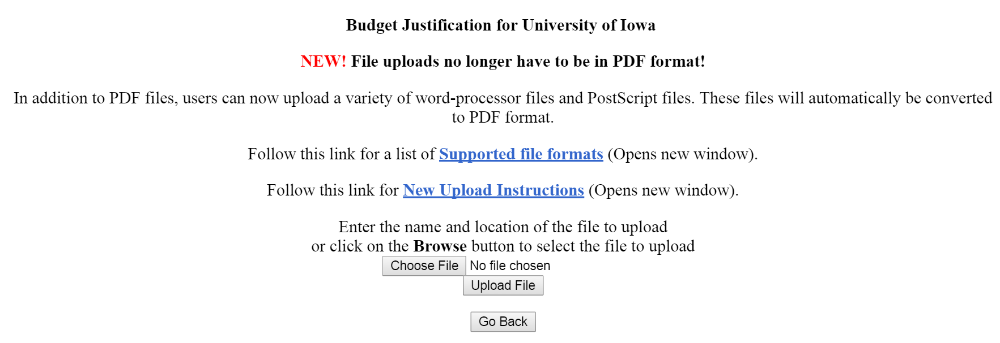 Budget Justification for University of Iowa
NEW! File uploads no longer have to be in PDF format!
In addition to PDF files, users can now upload a variety of word-processor files and PostScript files. These files will automatically be converted
to PDF format.
Follow this link for a list of Supported file formats (Opens new window).
Follow this link for New Upload Instructions (Opens new window).
Enter the name and location of the file to upload
or click on the Browse button to select the file to upload
Choose File No file chosen
Upload File
Go Back